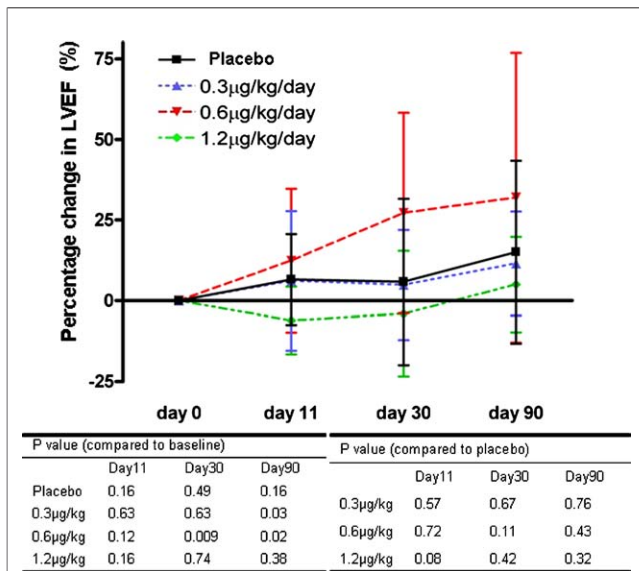 Percentage change in LVEF (%)
75
50
25
0
-25
Placebo
0.3µg/kg/day
0.6µg/kg/day
1.2µg/kg/day
day 0 day 11 day 30 day 90
P value (compared to baseline)
Day11 Day30 Day90
Placebo 0.16 0.49 0.16
0.3µg/kg 0.63 0.63 0.03
0.6µg/kg 0.12 0.009 0.02
1.2µg/kg 0.16 0.74 0.38
P value (compared to placebo)
Day11 Day30 Day90
0.3µg/kg 0.57 0.67 0.76
0.6µg/kg 0.72 0.11 0.43
1.2µg/kg 0.08 0.42 0.32